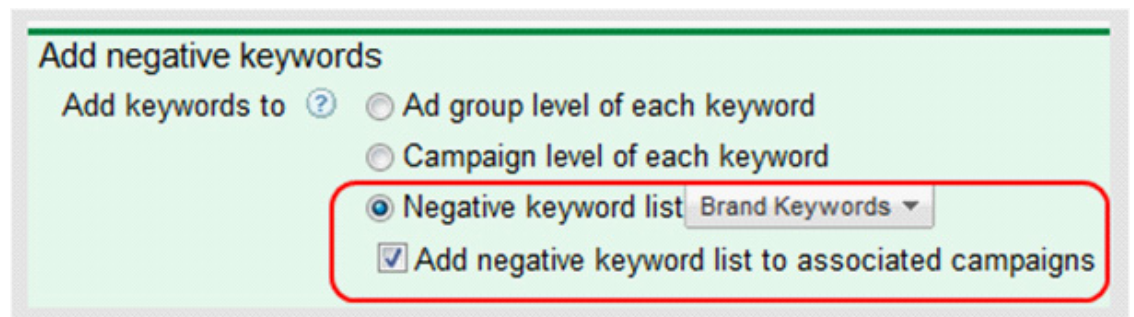 Add negative keywords
Add keywords to ? Ad group level of each keyword
Campaign level of each keyword
Negative keyword list Brand Keywords
Add negative keyword list to associated campaigns